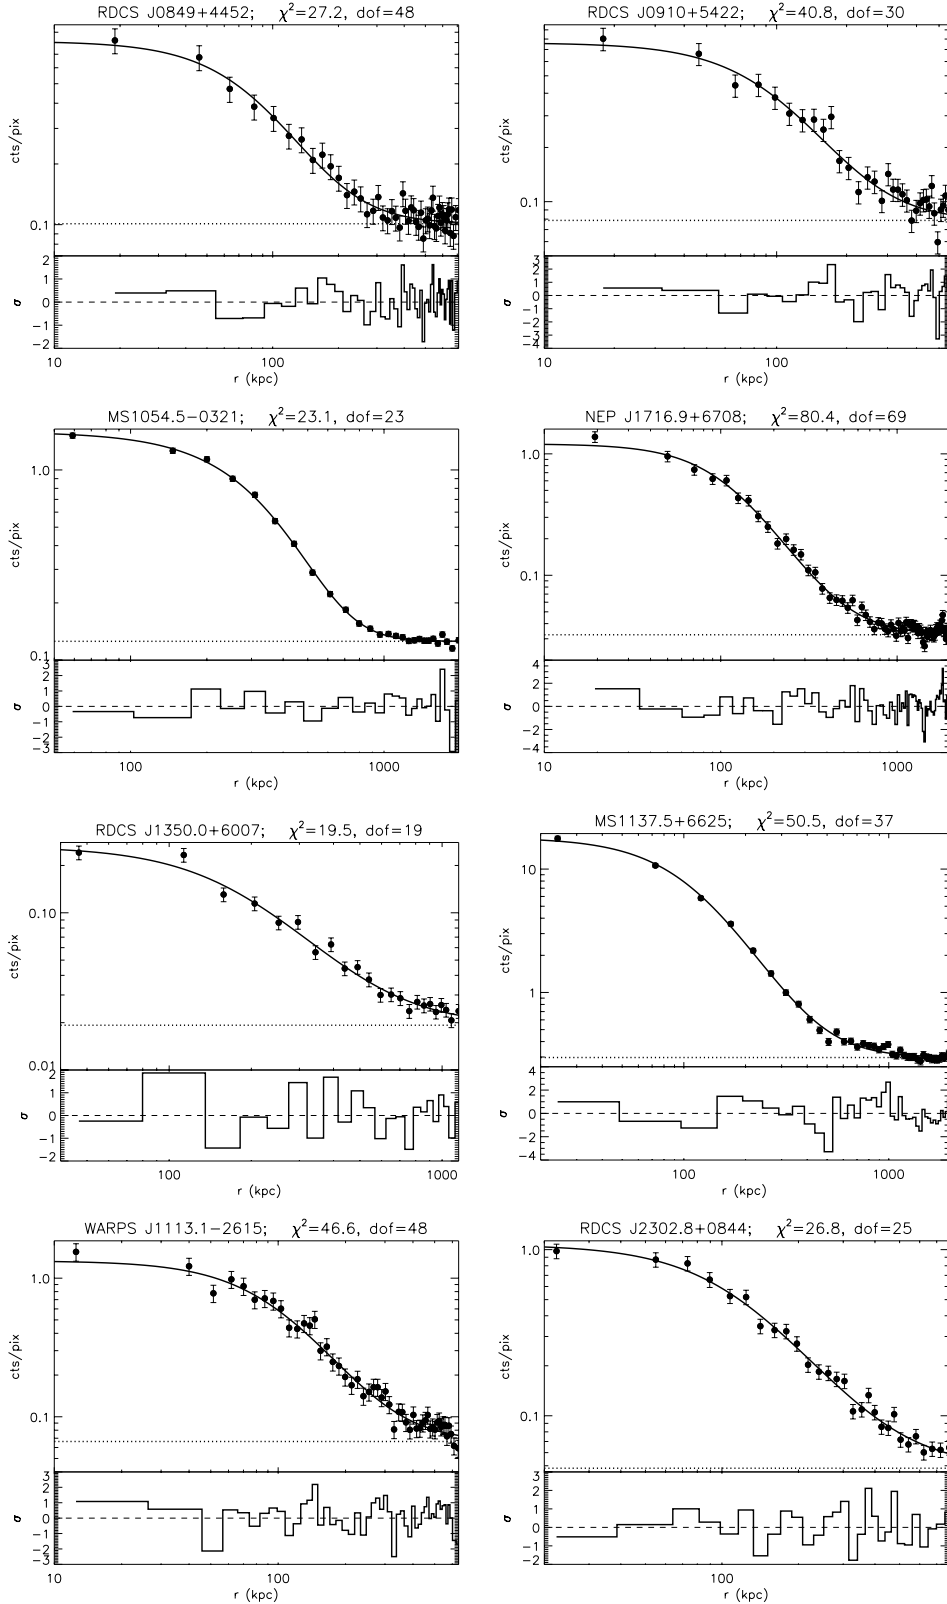 RDCS J0849+4452; χ²=27.2, dof=48
cts/pix
0.1
2
1
0
−1
−2
σ
10
100
r (kpc)
RDCS J0910+5422; χ²=40.8, dof=30
cts/pix
0.1
3
2
1
0
−1
−2
−3
−4
σ
10
100
r (kpc)
MS1054.5−0321; χ²=23.1, dof=23
cts/pix
1.0
0.1
3
2
1
0
−1
−2
−3
σ
100
1000
r (kpc)
NEP J1716.9+6708; χ²=80.4, dof=69
cts/pix
1.0
0.1
4
2
0
−2
−4
σ
10
100
1000
r (kpc)
RDCS J1350.0+6007; χ²=19.5, dof=19
cts/pix
0.10
0.01
2
1
0
−1
−2
σ
100
1000
r (kpc)
MS1137.5+6625; χ²=50.5, dof=37
cts/pix
10
1
4
2
0
−2
−4
σ
100
1000
r (kpc)
WARPS J1113.1−2615; χ²=46.6, dof=48
cts/pix
1.0
0.1
3
2
1
0
−1
−2
−3
σ
10
100
r (kpc)
RDCS J2302.8+0844; χ²=26.8, dof=25
cts/pix
1.0
0.1
3
2
1
0
−1
−2
σ
100
r (kpc)